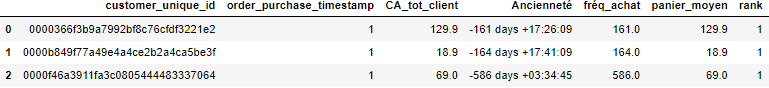 customer_unique_id order_purchase_timestamp CA_tot_client Ancienneté fréq_achat panier_moyen rank
0 0000366f3b9a7992bf8c76cfdf3221e2 1 129.9 -161 days +17:26:09 161.0 129.9 1
1 0000b849f77a49e4a4ce2b2a4ca5be3f 1 18.9 -164 days +17:41:09 164.0 18.9 1
2 0000f46a3911fa3c0805444483337064 1 69.0 -586 days +03:34:45 586.0 69.0 1